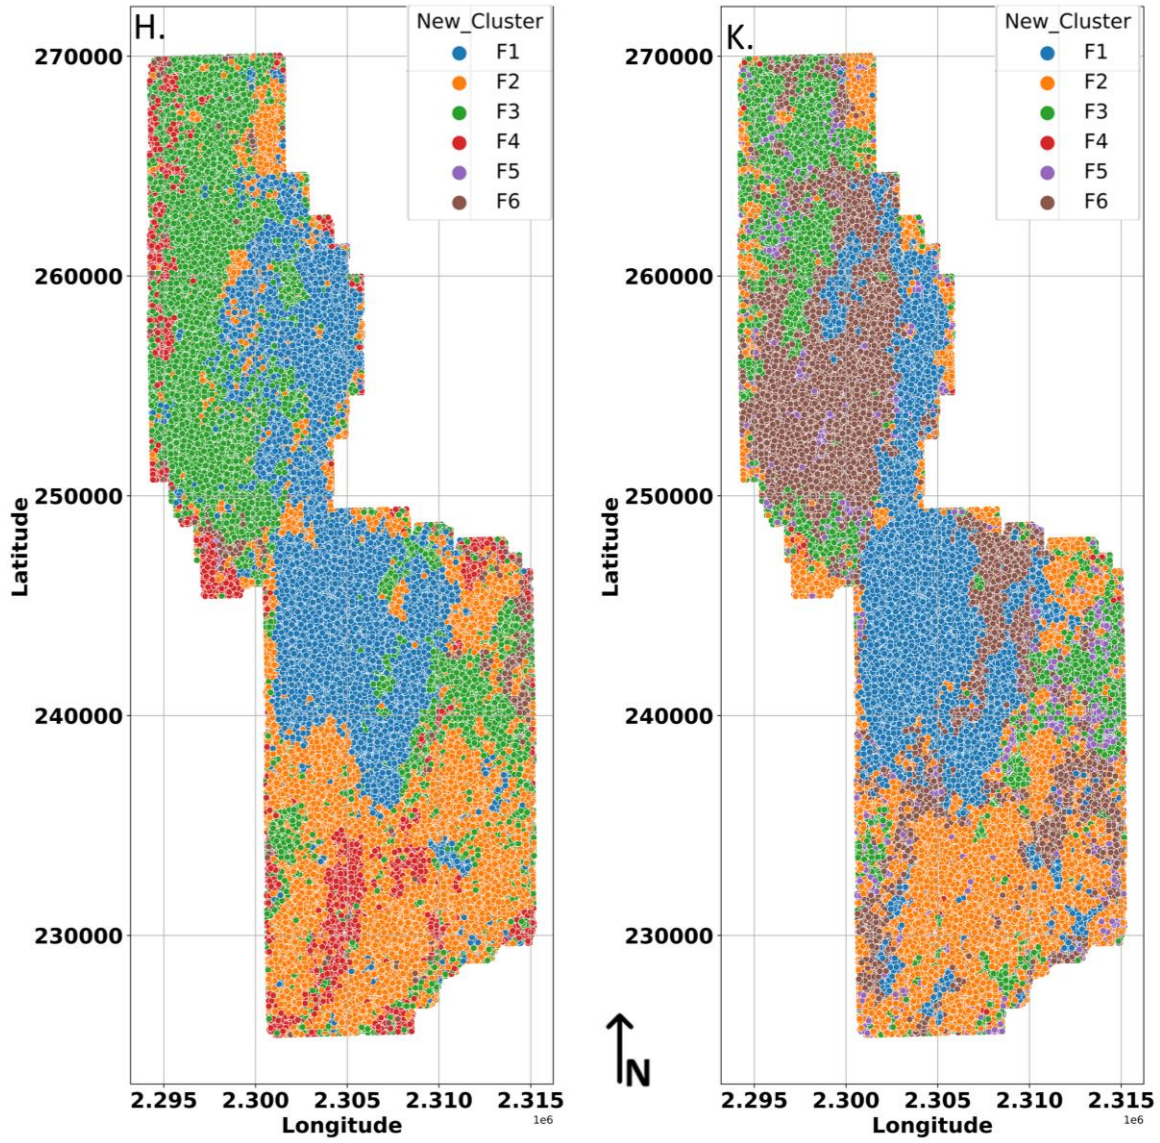 H.
New_Cluster
F1
F2
F3
F4
F5
F6
270000
260000
250000
240000
230000
Latitude
2.295 2.300 2.305 2.310 2.315
1e6
Longitude
K.
New_Cluster
F1
F2
F3
F4
F5
F6
270000
260000
250000
240000
230000
Latitude
2.295 2.300 2.305 2.310 2.315
1e6
Longitude
N